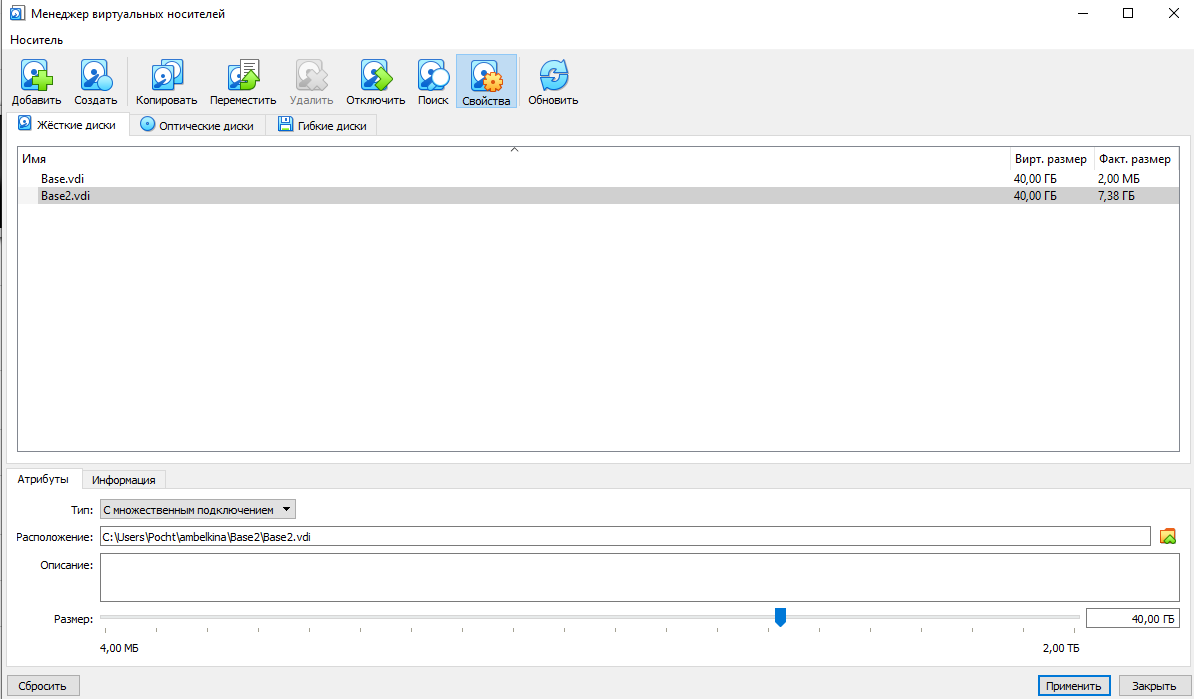 Менеджер виртуальных носителей
Носитель
Добавить Создать Копировать Переместить Удалить Отключить Поиск Свойства Обновить
Жёсткие диски Оптические диски Гибкие диски
Имя Вирт. размер Факт. размер
Base.vdi 40,00 ГБ 2,00 МБ
Base2.vdi 40,00 ГБ 7,38 ГБ
Атрибуты Информация
Тип: С множественным подключением
Расположение: C:\Users\Pocht\ambelkina\Base2\Base2.vdi
Описание:
Размер: 40,00 ГБ
4,00 МБ 2,00 ТБ
Сбросить Применить Закрыть